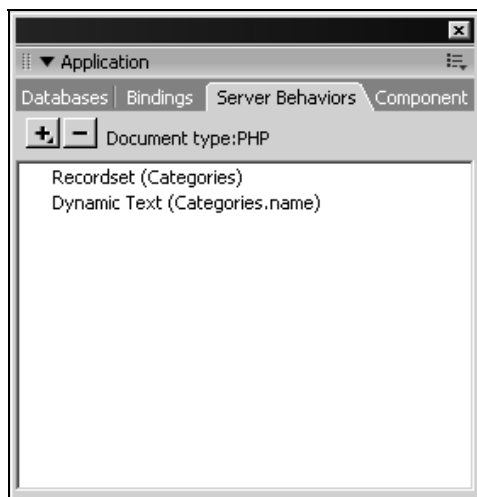 Application
Databases Bindings Server Behaviors Component
Document type:PHP
Recordset (Categories)
Dynamic Text (Categories.name)